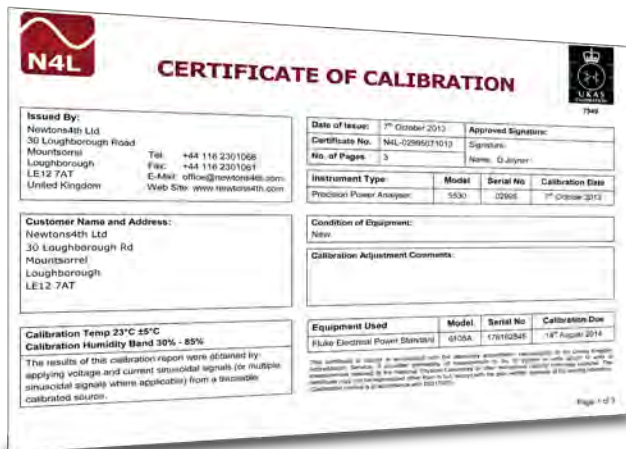 N4L
CERTIFICATE OF CALIBRATION
UKAS
CALIBRATION
7949
Issued By:
Newtons4th Ltd
30 Loughborough Road
Mountsorrel
Loughborough
LE12 7AT
United Kingdom
Tel: +44 116 2301066
Fax: +44 116 2301061
E-Mail: office@newtons4th.com
Web Site: www.newtons4th.com
Date of Issue: 7th October 2013
Certificate No. N4L-02995071013
No. of Pages 3
Approved Signature:
Signature:
Name: D.Joyner
Instrument Type: Model Serial No Calibration Date
Precision Power Analyser 5530 02995 7th October 2013
Customer Name and Address:
Newtons4th Ltd
30 Loughborough Rd
Mountsorrel
Loughborough
LE12 7AT
Condition of Equipment:
New
Calibration Adjustment Comments:
Calibration Temp 23°C ±5°C
Calibration Humidity Band 30% - 85%
The results of this calibration report were obtained by
applying voltage and current sinusoidal signals (or multiple
sinusoidal signals where applicable) from a traceable
calibrated source.
Equipment Used Model Serial No Calibration Due
Fluke Electrical Power Standard 6105A August 2014
Page 1 of 3